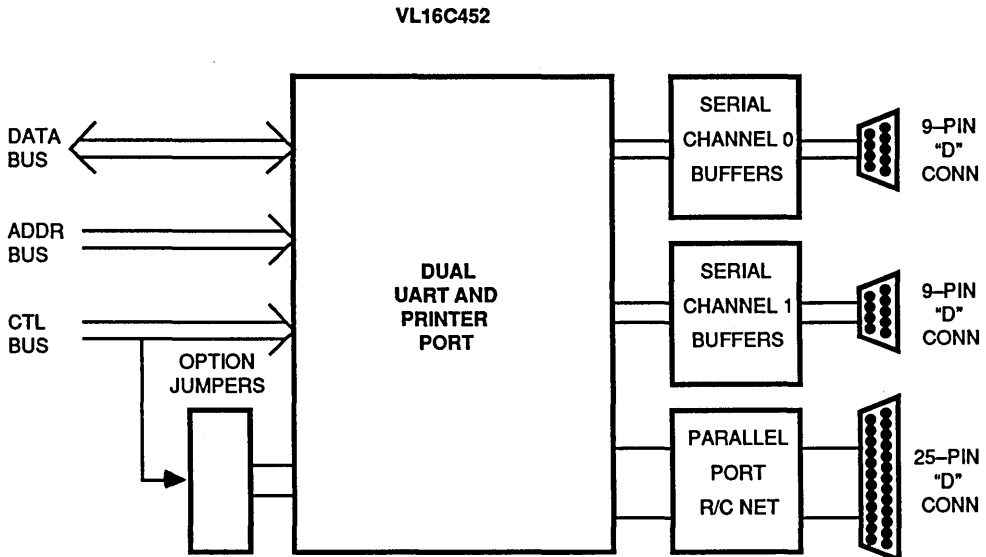 VL16C452
DATA
BUS
ADDR
BUS
CTL
BUS
OPTION
JUMPERS
DUAL
UART AND
PRINTER
PORT
SERIAL
CHANNEL 0
BUFFERS
9–PIN
“D”
CONN
SERIAL
CHANNEL 1
BUFFERS
9–PIN
“D”
CONN
PARALLEL
PORT
R/C NET
25–PIN
“D”
CONN